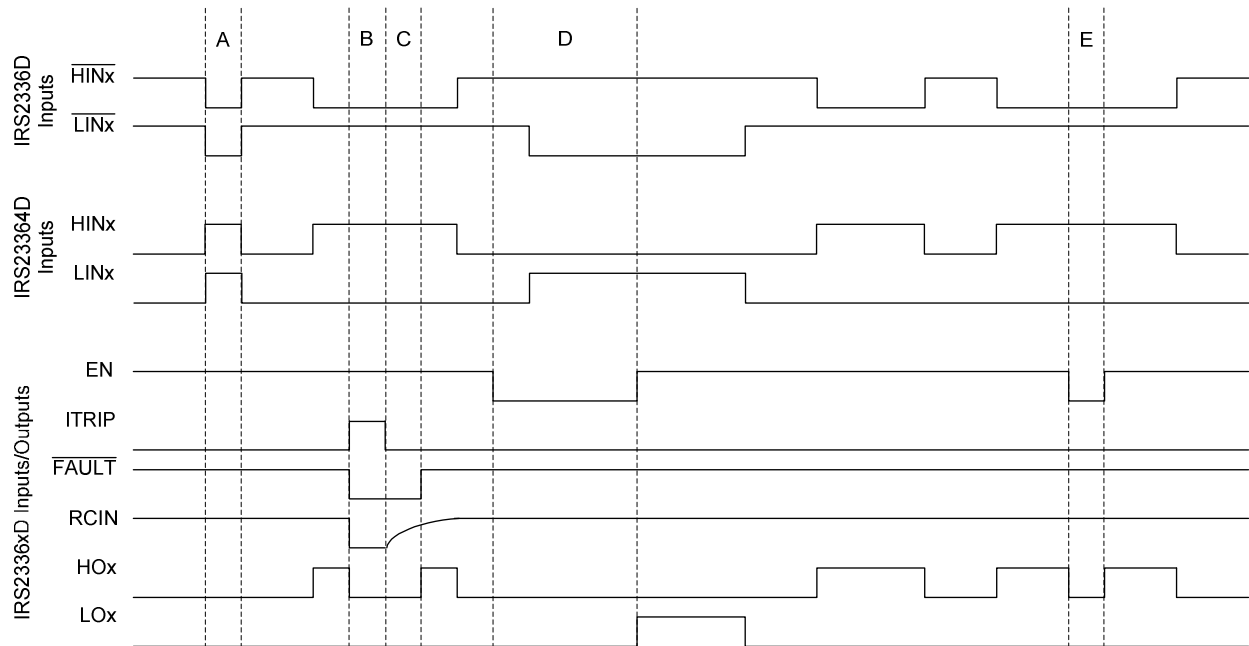 A B C D E
IRS2336D Inputs
HINx
LINx
IRS23364D Inputs
HINx
LINx
IRS2336xD Inputs/Outputs
EN
ITRIP
FAULT
RCIN
HOx
LOx